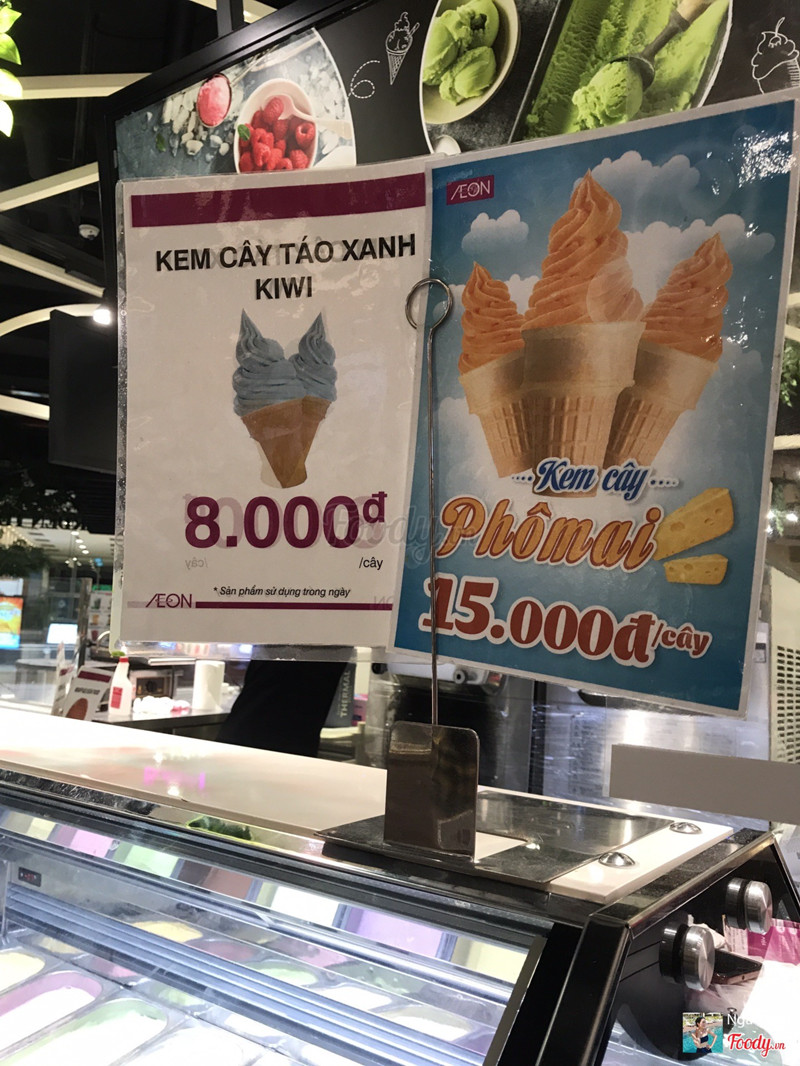 KEM CÂY TÁO XANH
KIWI
8.000đ
/cây
* Sản phẩm sử dụng trong ngày
ÆON
ÆON
Kem cây
Phômai
15.000đ/cây
THERMAL
Foody.vn